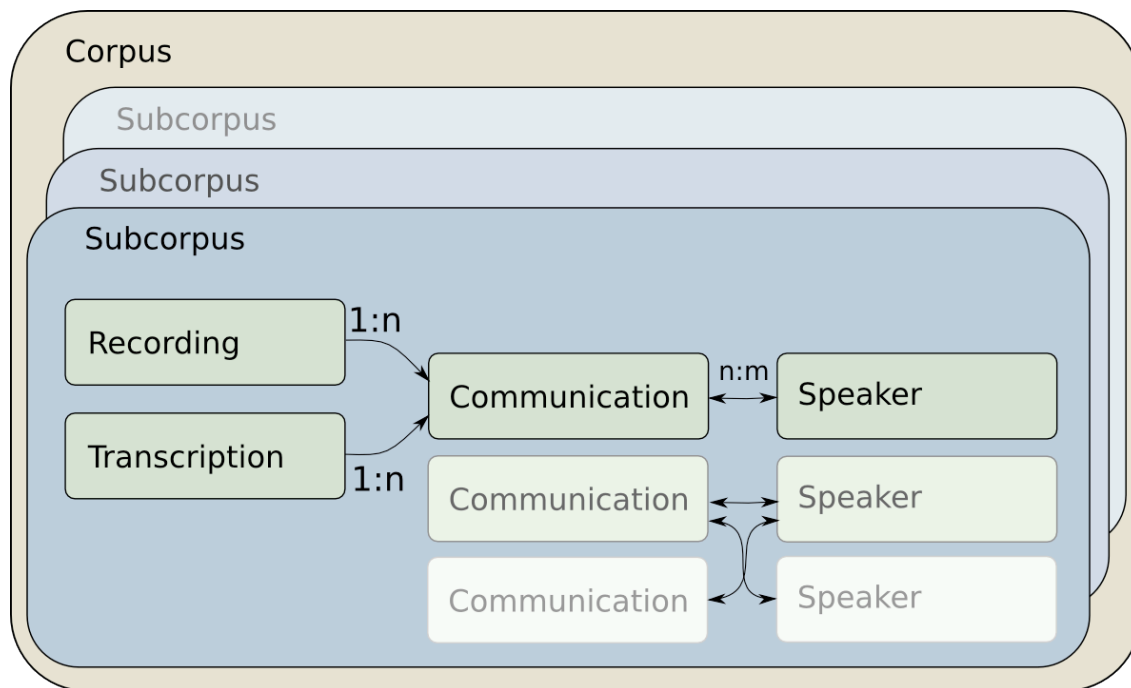 Corpus
Subcorpus
Subcorpus
Subcorpus
Recording
1:n
Communication
n:m
Speaker
Transcription
1:n
Communication
Speaker
Communication
Speaker